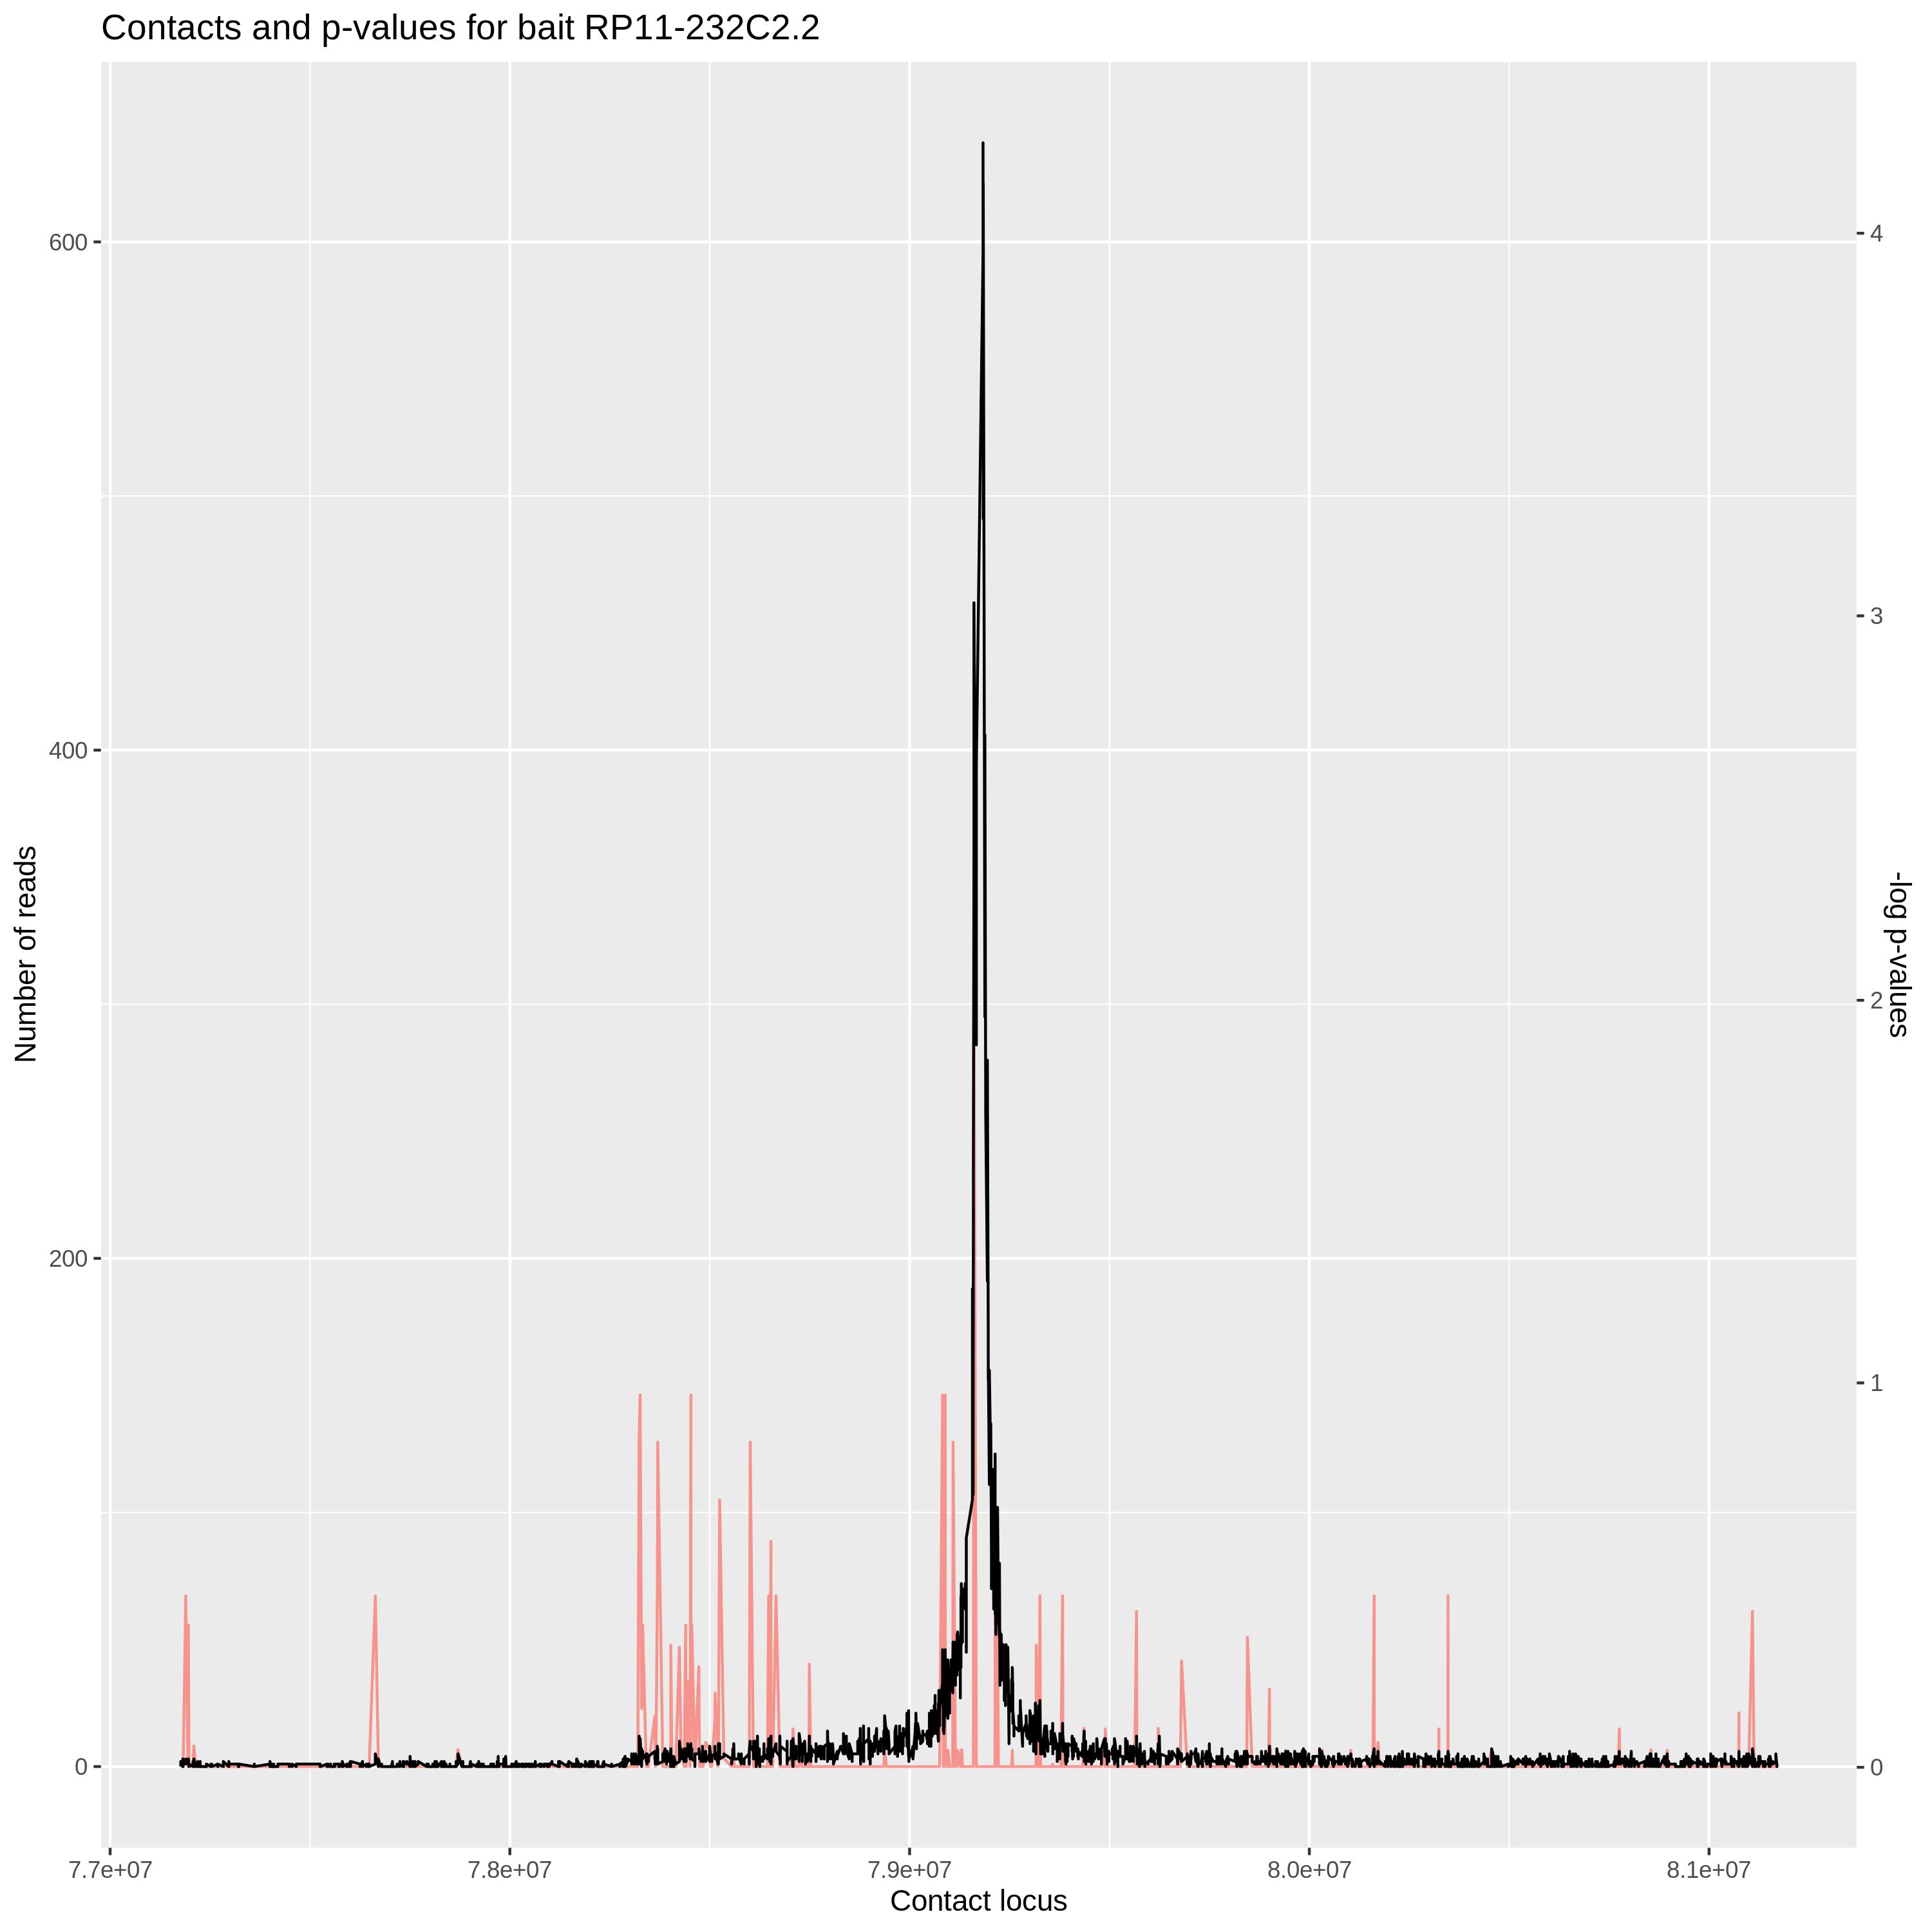 Contacts and p-values for bait RP11-232C2.2
600
400
200
0
Number of reads
4
3
2
1
0
-log p-values
7.7e+07
7.8e+07
7.9e+07
8.0e+07
8.1e+07
Contact locus